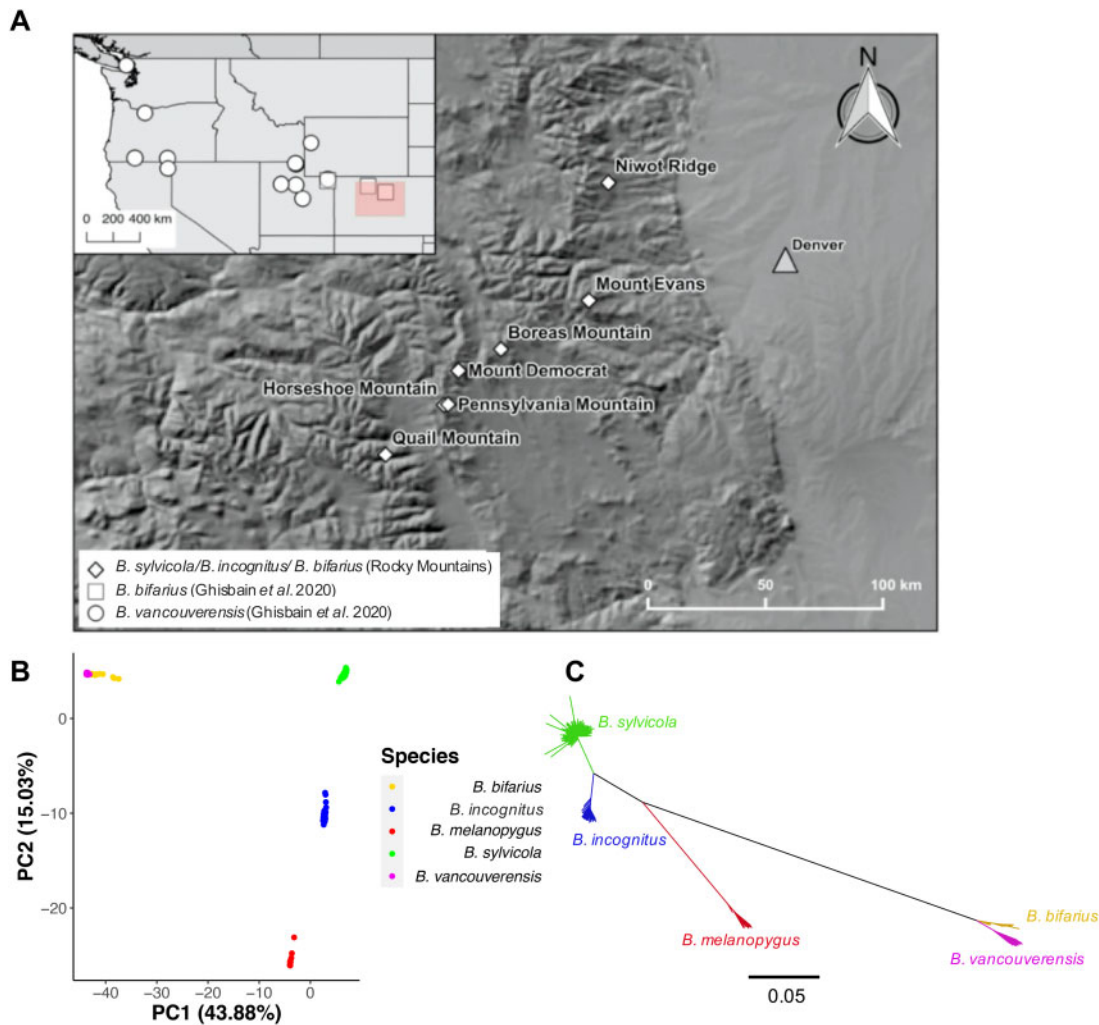 A
N
0 200 400 km
Niwot Ridge
Denver
Mount Evans
Boreas Mountain
Mount Democrat
Horseshoe Mountain
Pennsylvania Mountain
Quail Mountain
B. sylvicola/B. incognitus/ B. bifarius (Rocky Mountains)
B. bifarius (Ghisbain et al. 2020)
B. vancouverensis (Ghisbain et al. 2020)
0 50 100 km
B
0
−10
−20
PC2 (15.03%)
−40 −30 −20 −10 0
PC1 (43.88%)
Species
B. bifarius
B. incognitus
B. melanopygus
B. sylvicola
B. vancouverensis
C
B. sylvicola
B. incognitus
B. melanopygus
B. bifarius
B. vancouverensis
0.05